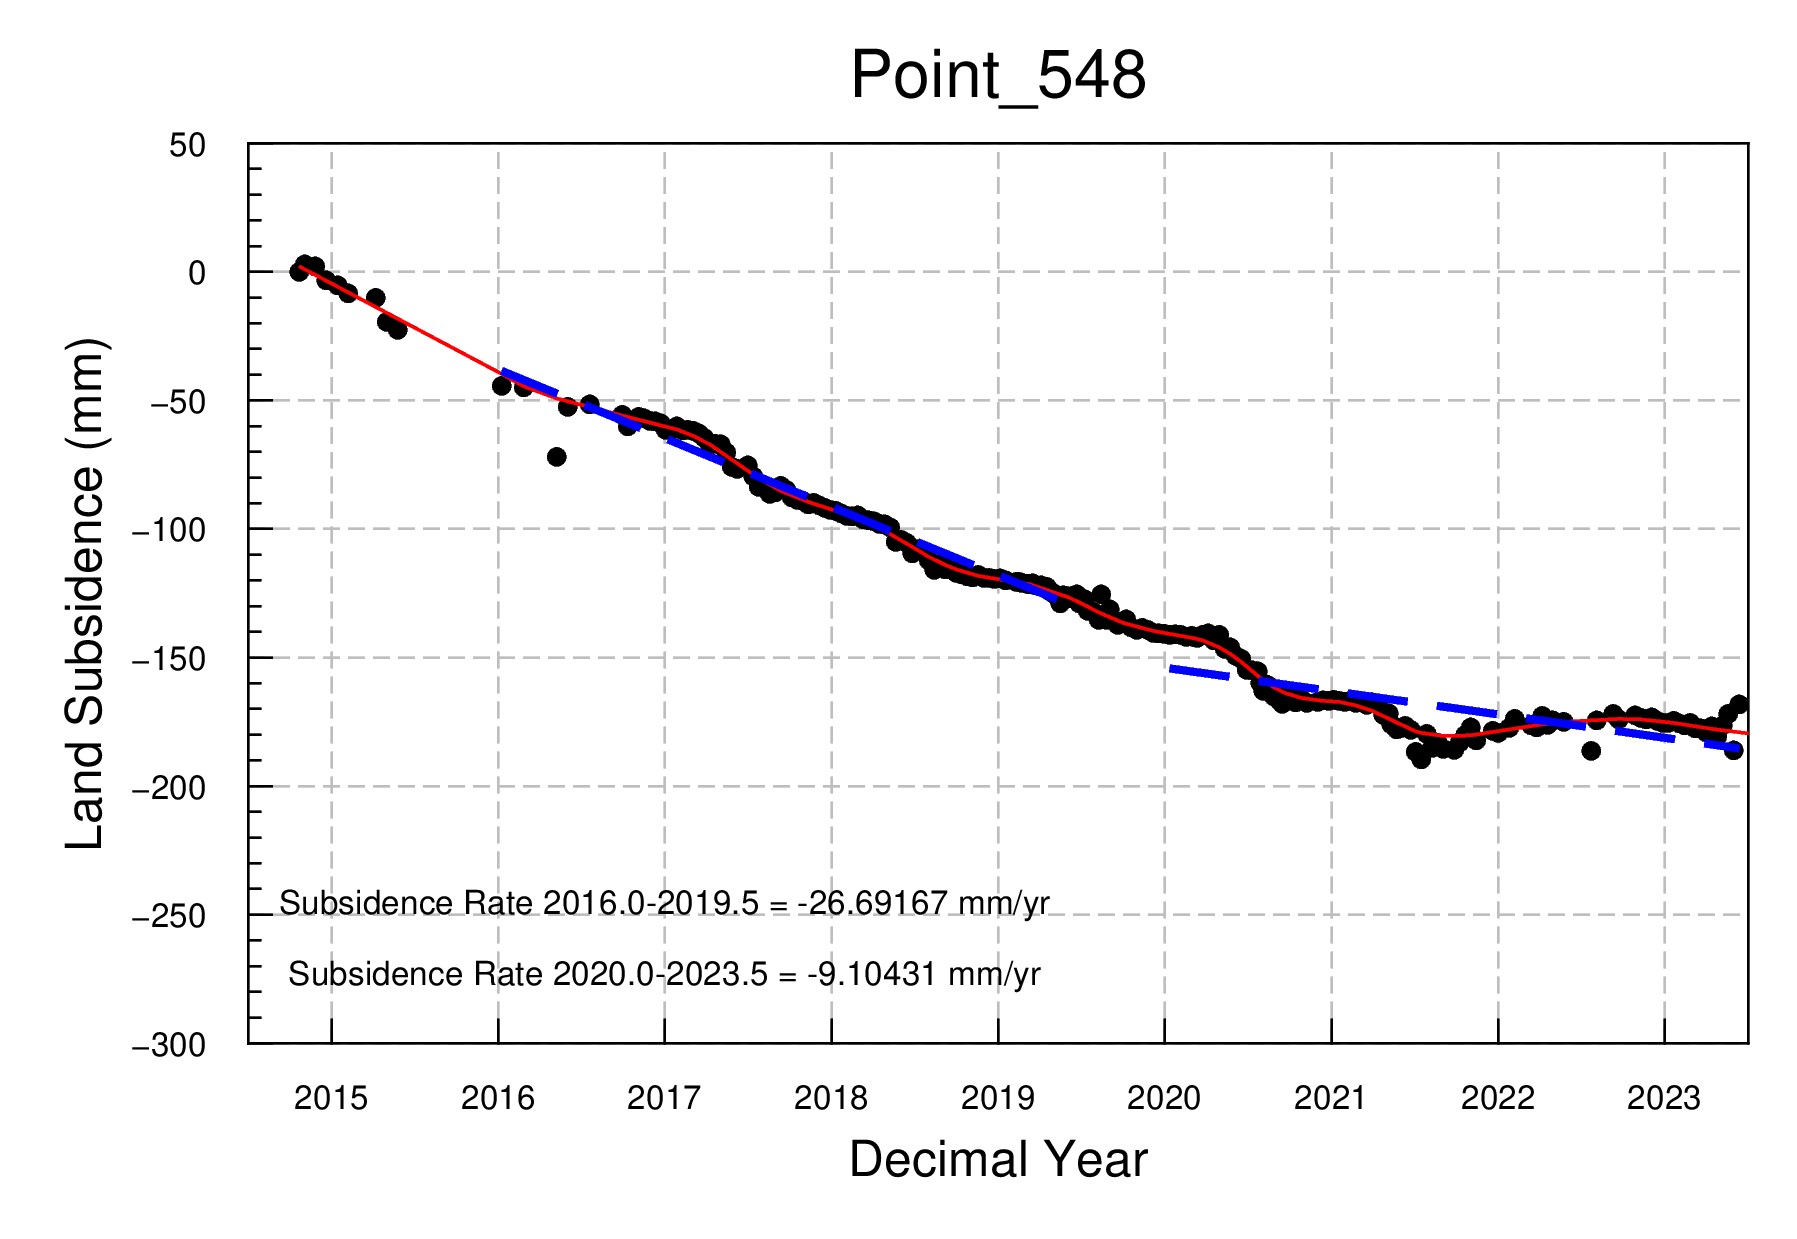 Point_548
50
0
−50
−100
−150
−200
−250
−300
Land Subsidence (mm)
Subsidence Rate 2016.0-2019.5 = -26.69167 mm/yr
Subsidence Rate 2020.0-2023.5 = -9.10431 mm/yr
2015 2016 2017 2018 2019 2020 2021 2022 2023
Decimal Year